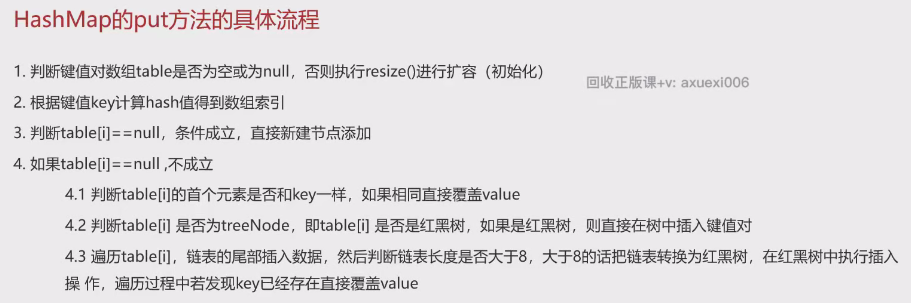 HashMap的put方法的具体流程
1. 判断键值对数组table是否为空或为null，否则执行resize()进行扩容（初始化）
回收正版课+v: axuexi006
2. 根据键值key计算hash值得到数组索引
3. 判断table[i]==null，条件成立，直接新建节点添加
4. 如果table[i]==null ,不成立
4.1 判断table[i]的首个元素是否和key一样，如果相同直接覆盖value
4.2 判断table[i] 是否为treeNode，即table[i] 是否是红黑树，如果是红黑树，则直接在树中插入键值对
4.3 遍历table[i]，链表的尾部插入数据，然后判断链表长度是否大于8，大于8的话把链表转换为红黑树，在红黑树中执行插入
操 作，遍历过程中若发现key已经存在直接覆盖value